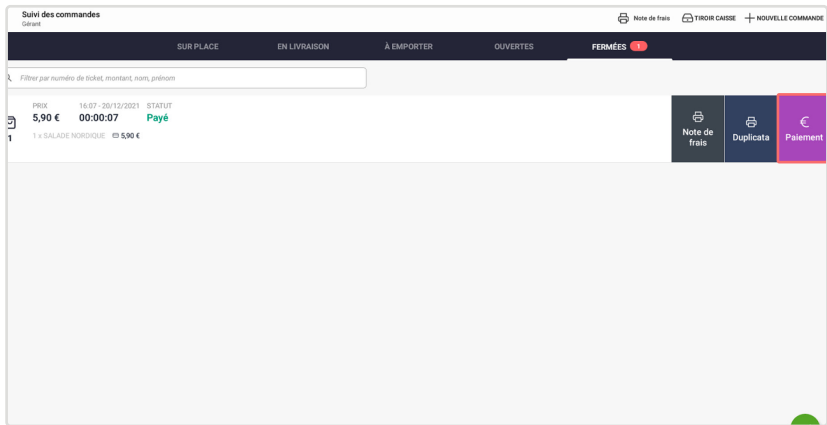 Suivi des commandes
Gérant
Note de frais TIROIR CAISSE NOUVELLE COMMANDE
SUR PLACE EN LIVRAISON À EMPORTER OUVERTES FERMÉES 1
Filtrer par numéro de ticket, montant, nom, prénom
PRIX 16:07 - 20/12/2021 STATUT
5,90 € 00:00:07 Payé
1 1 x SALADE NORDIQUE 5,90 €
Note de frais
Duplicata
€ Paiement